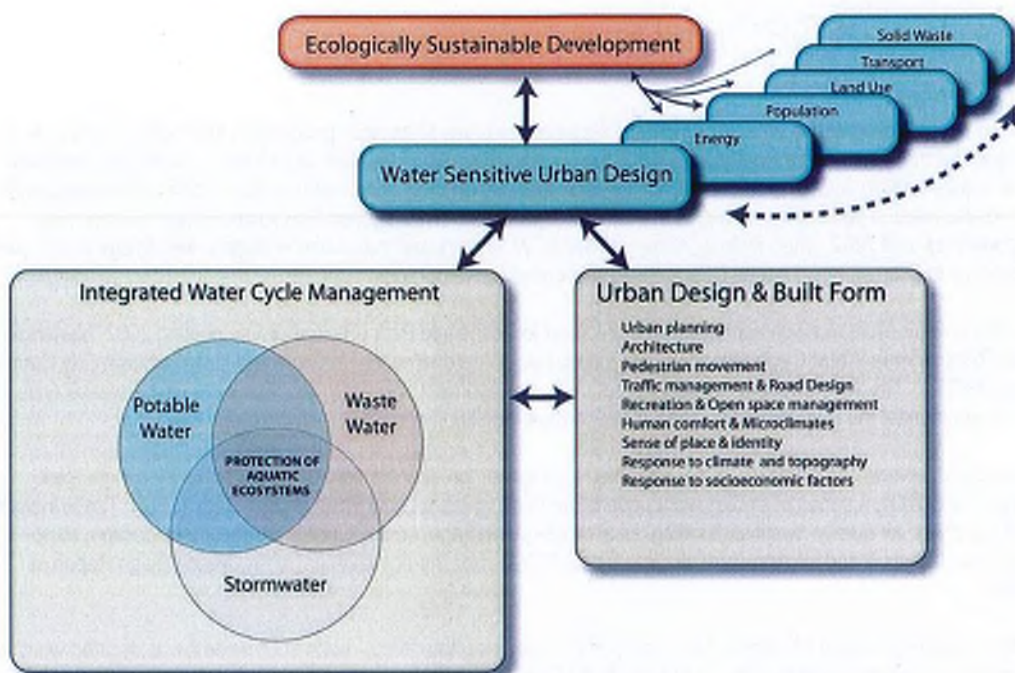 Ecologically Sustainable Development
Solid Waste
Transport
Land Use
Population
Energy
Water Sensitive Urban Design
Integrated Water Cycle Management
Potable
Water
Waste
Water
PROTECTION OF
AQUATIC
ECOSYSTEMS
Stormwater
Urban Design & Built Form
Urban planning
Architecture
Pedestrian movement
Traffic management & Road Design
Recreation & Open space management
Human comfort & Microclimates
Sense of place & identity
Response to climate and topography
Response to socioeconomic factors